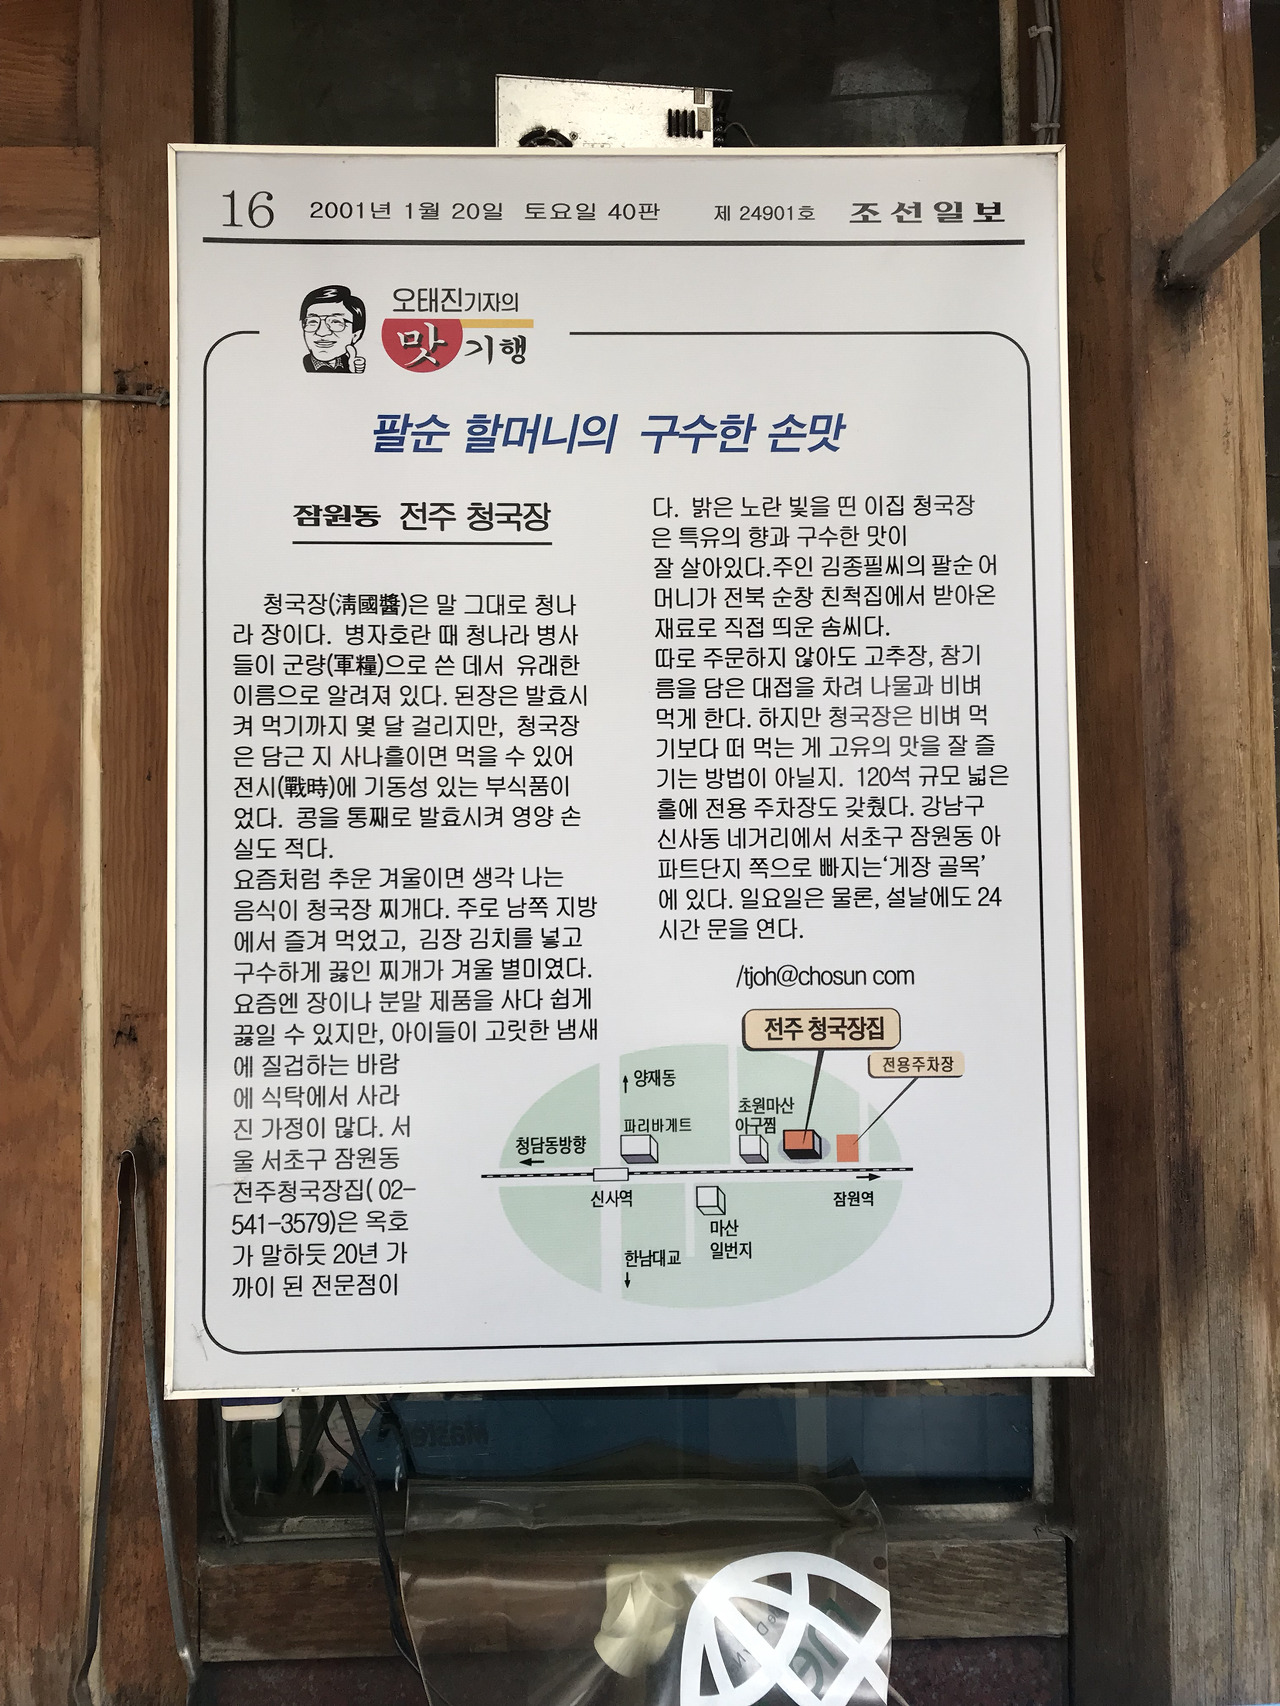 16 2001년 1월 20일 토요일 40판 제 24901호 조선일보
오태진기자의
맛 기행
팔순 할머니의 구수한 손맛
잠원동 전주 청국장
청국장(淸國醬)은 말 그대로 청나
라 장이다. 병자호란 때 청나라 병사
들이 군량(軍糧)으로 쓴 데서 유래한
이름으로 알려져 있다. 된장은 발효시
켜 먹기까지 몇 달 걸리지만, 청국장
은 담근 지 사나흘이면 먹을 수 있어
전시(戰時)에 기동성 있는 부식품이
었다. 콩을 통째로 발효시켜 영양 손
실도 적다.
요즘처럼 추운 겨울이면 생각 나는
음식이 청국장 찌개다. 주로 남쪽 지방
에서 즐겨 먹었고, 김장 김치를 넣고
구수하게 끓인 찌개가 겨울 별미였다.
요즘엔 장이나 분말 제품을 사다 쉽게
끓일 수 있지만, 아이들이 고릿한 냄새
에 질겁하는 바람
에 식탁에서 사라
진 가정이 많다. 서
울 서초구 잠원동
전주청국장집( 02-
541-3579)은 옥호
가 말하듯 20년 가
까이 된 전문점이
다. 밝은 노란 빛을 띤 이집 청국장
은 특유의 향과 구수한 맛이
잘 살아있다.주인 김종필씨의 팔순 어
머니가 전북 순창 친척집에서 받아온
재료로 직접 띄운 솜씨다.
따로 주문하지 않아도 고추장, 참기
름을 담은 대접을 차려 나물과 비벼
먹게 한다. 하지만 청국장은 비벼 먹
기보다 떠 먹는 게 고유의 맛을 잘 즐
기는 방법이 아닐지. 120석 규모 넓은
홀에 전용 주차장도 갖췄다. 강남구
신사동 네거리에서 서초구 잠원동 아
파트단지 쪽으로 빠지는'게장 골목'
에 있다. 일요일은 물론, 설날에도 24
시간 문을 연다.
/tjoh@chosun com
전주 청국장집
전용주차장
양재동
초원마산
아구찜
파리바게트
청담동방향
신사역
잠원역
마산
일번지
한남대교